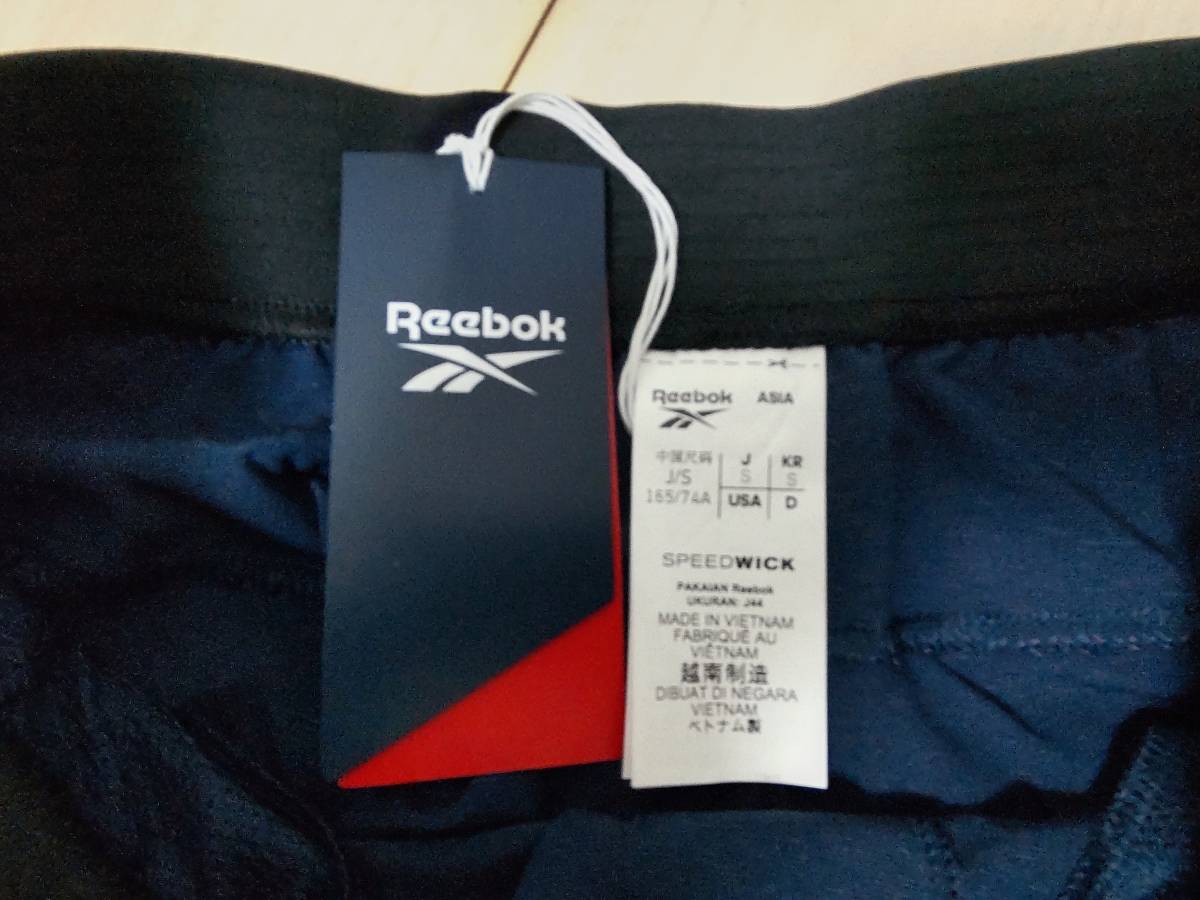 Reebok
Reebok ASIA
中国尺码 J KR
J/S S S
165/74A USA D
SPEEDWICK
PAKAIAN Reebok
UKURAN: J44
MADE IN VIETNAM
FABRIQUÉ AU
VIÊTNAM
越南制造
DIBUAT DI NEGARA
VIETNAM
ベトナム製